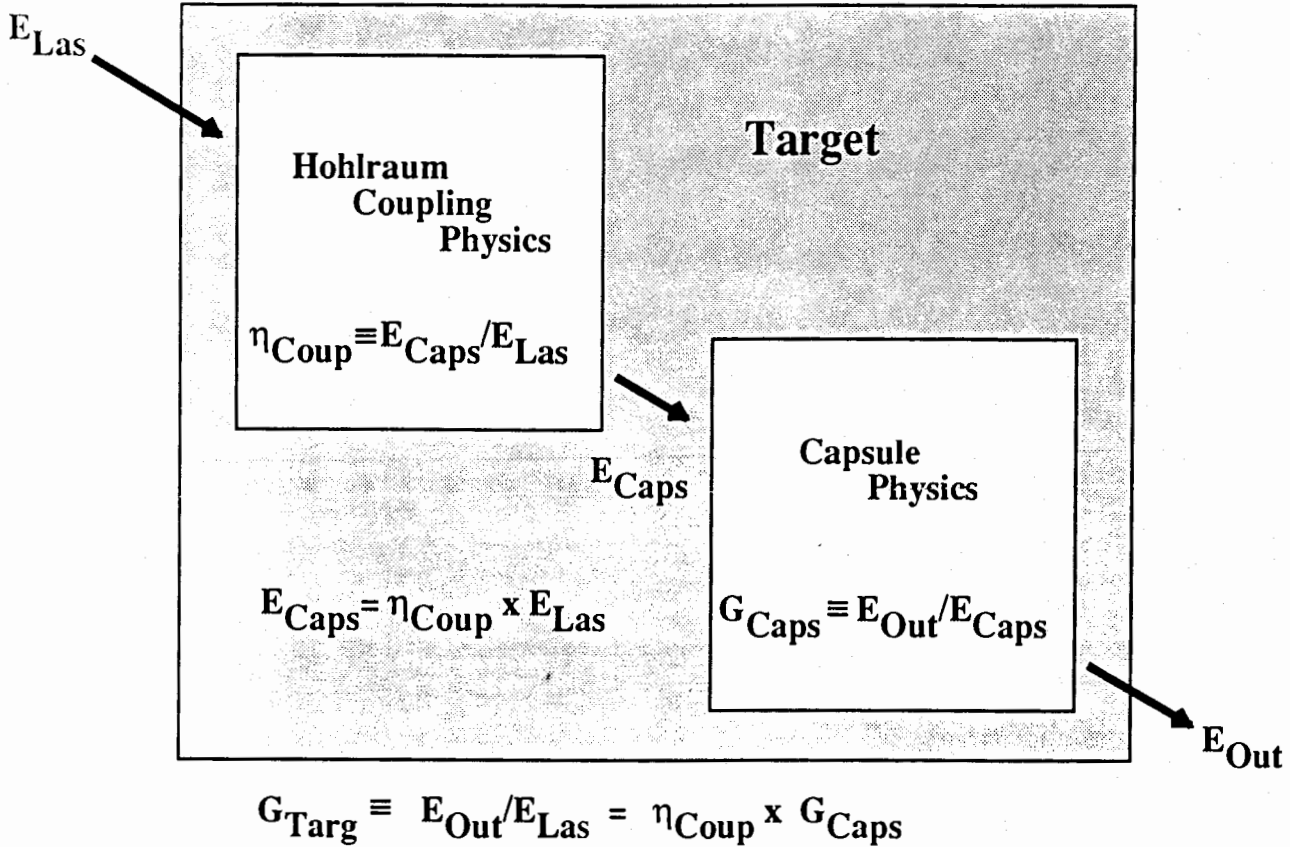 E_Las
Target
Hohlraum
Coupling
Physics
η_Coup ≡ E_Caps/E_Las
E_Caps
Capsule
Physics
E_Caps = η_Coup x E_Las
G_Caps ≡ E_Out/E_Caps
E_Out
G_Targ ≡ E_Out/E_Las = η_Coup x G_Caps